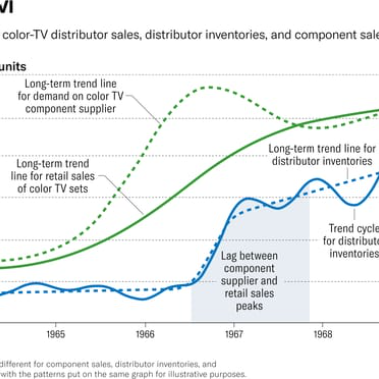 VI
color-TV distributor sales, distributor inventories, and component sale
units
Long-term trend line
for demand on color TV
component supplier
Long-term trend
line for retail sales
of color TV sets
Long-term trend line for
distributor inventories
Trend cycle
for distribut
inventories
Lag between
component
supplier and
retail sales
peaks
1965 1966 1967 1968
different for component sales, distributor inventories, and
with the patterns put on the same graph for illustrative purposes.